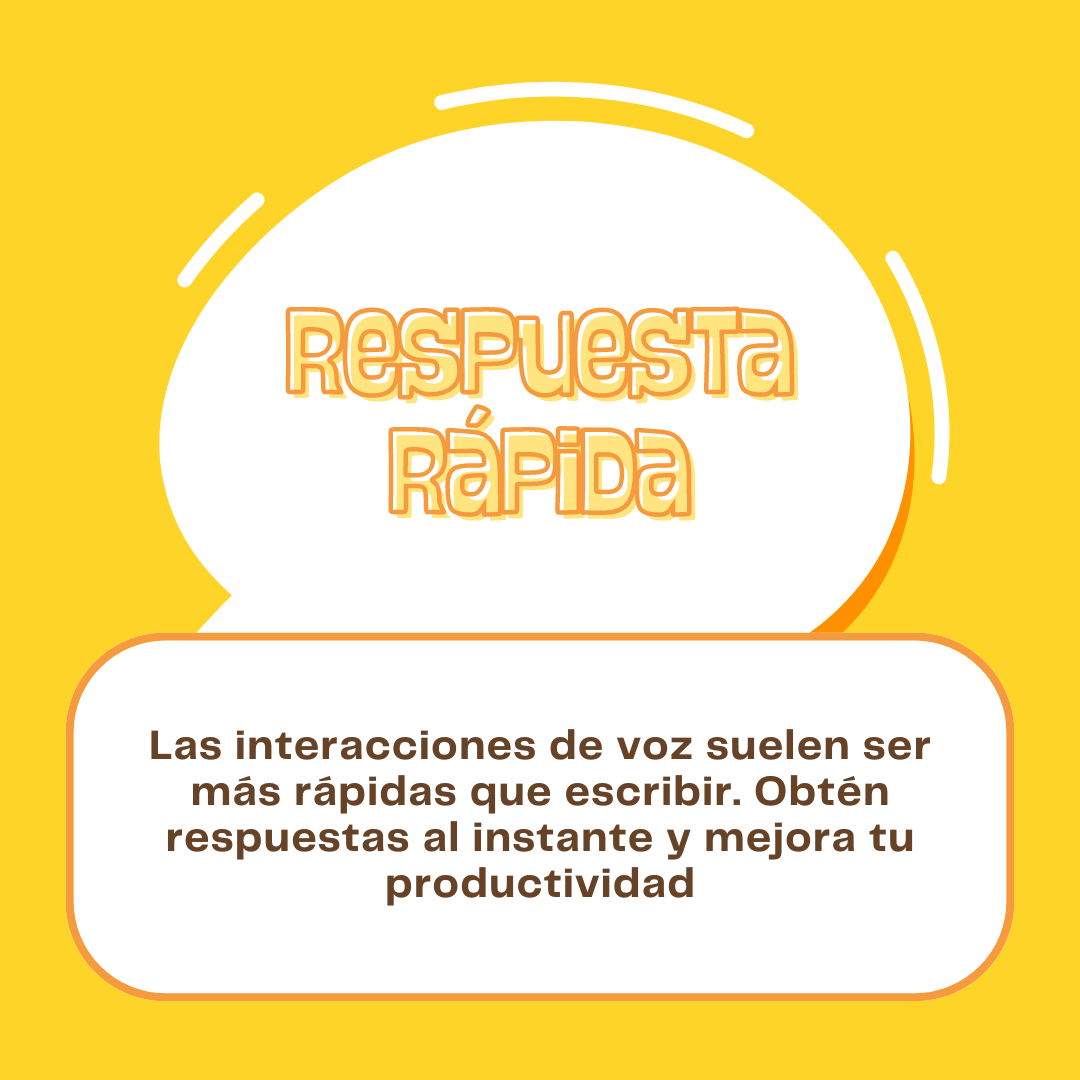 RESPUESTA
RÁPIDA
Las interacciones de voz suelen ser
más rápidas que escribir. Obtén
respuestas al instante y mejora tu
productividad